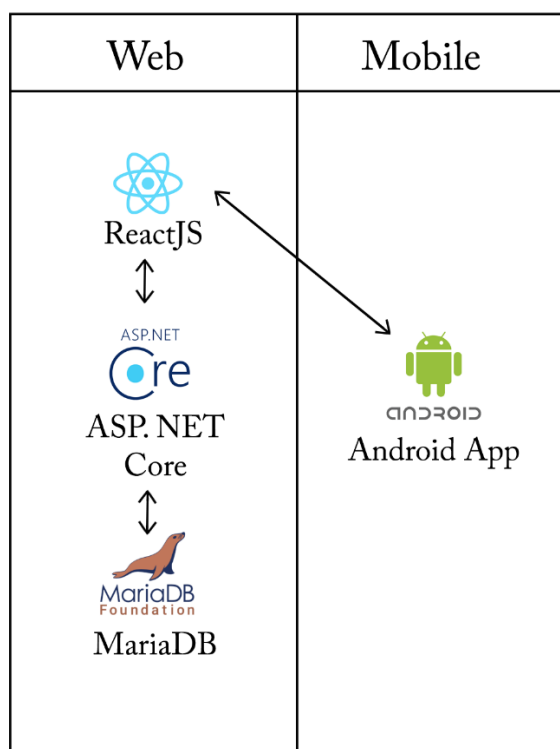 Web
Mobile
ReactJS
ASP.NET
Core
ASP. NET
Core
MariaDB
Foundation
MariaDB
android
Android App